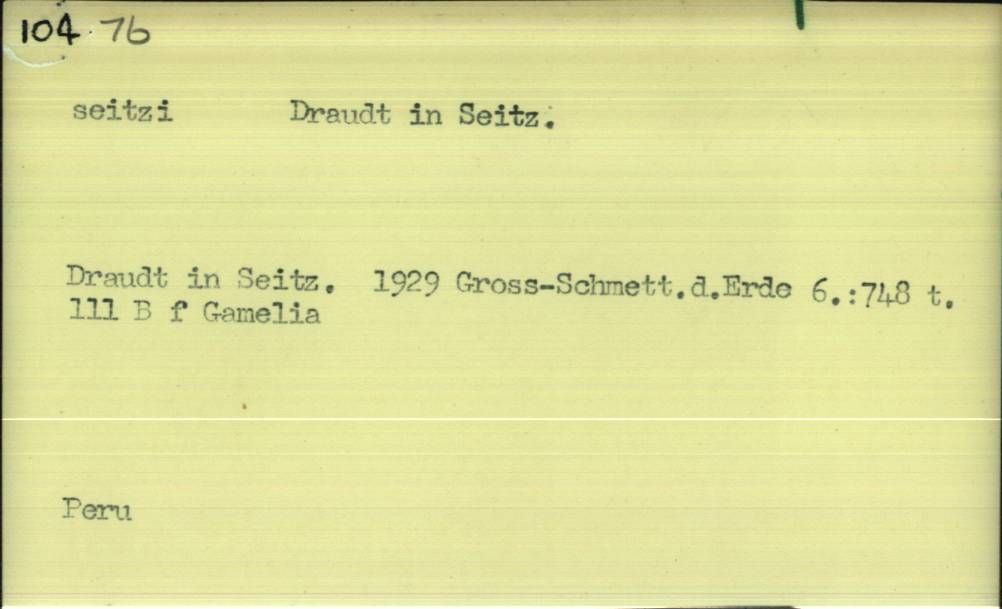 104.76
seitzi Draudt in Seitz.
Draudt in Seitz. 1929 Gross-Schmett.d.Erde 6.:748 t.
111 B f Gamelia
Peru